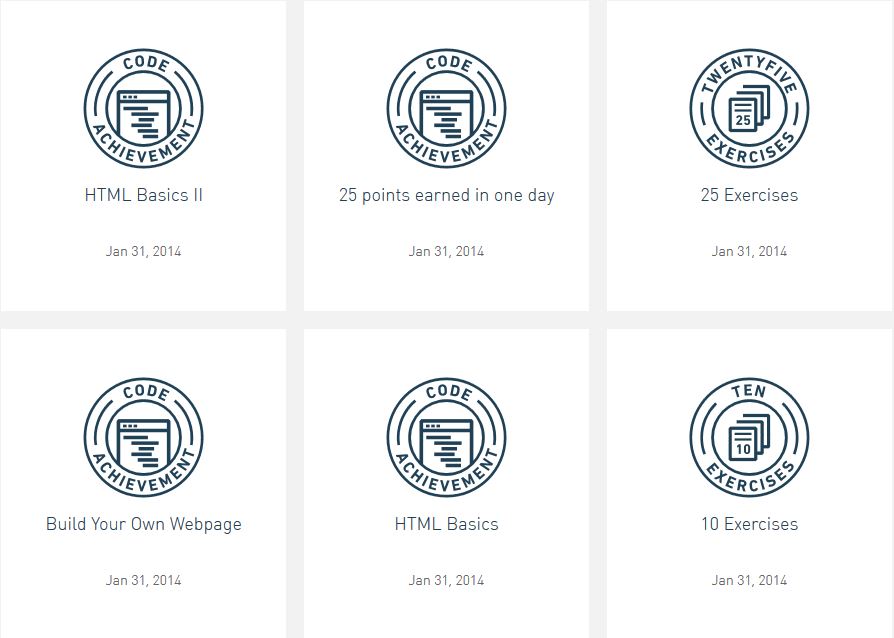 CODE
ACHIEVEMENT
HTML Basics II
Jan 31, 2014
CODE
ACHIEVEMENT
25 points earned in one day
Jan 31, 2014
TWENTYFIVE
25
EXERCISES
25 Exercises
Jan 31, 2014
CODE
ACHIEVEMENT
Build Your Own Webpage
Jan 31, 2014
CODE
ACHIEVEMENT
HTML Basics
Jan 31, 2014
TEN
10
EXERCISES
10 Exercises
Jan 31, 2014